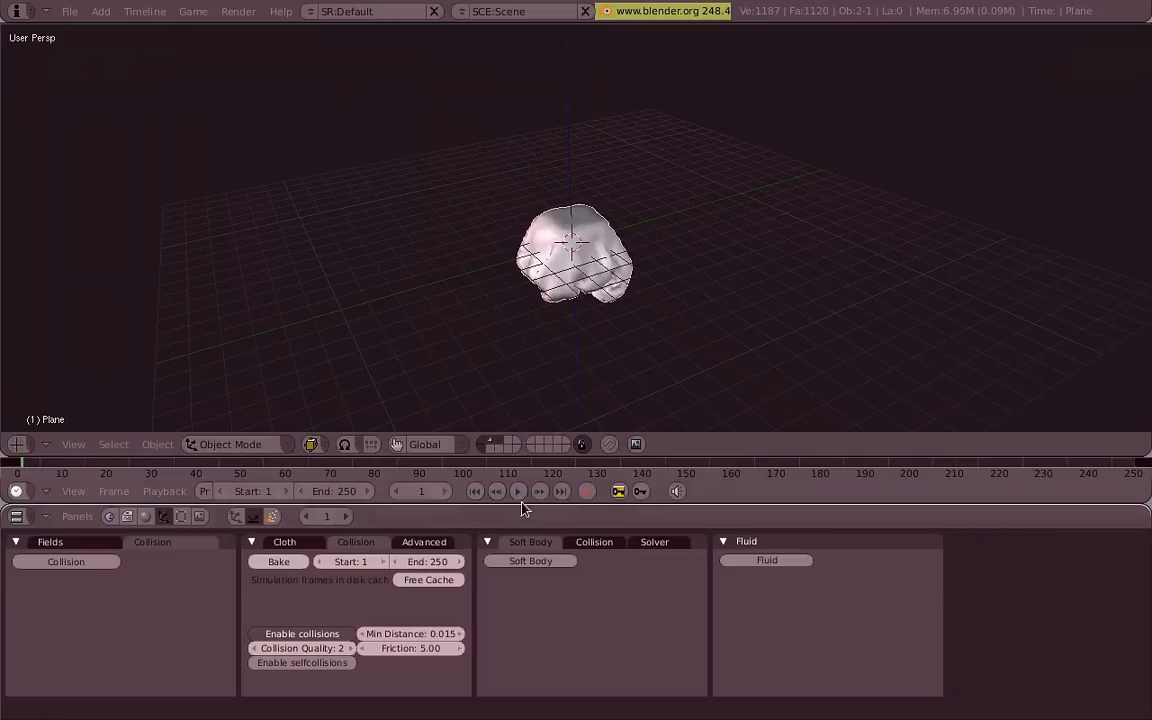 File Add Timeline Game Render Help SR:Default SCE:Scene www.blender.org 248.4 Ve:1187 | Fa:1120 | Ob:2-1 | La:0 | Mem:6.95M (0.09M) | Time: | Plane
User Persp
(1) Plane
View Select Object Object Mode Global
0 10 20 30 40 50 60 70 80 90 100 110 120 130 140 150 160 170 180 190 200 210 220 230 240 250
View Frame Playback Pr Start: 1 End: 250 1
Panels 1
Fields Collision Cloth Collision Advanced Soft Body Collision Solver Fluid
Collision Bake Start: 1 End: 250 Soft Body Fluid
Simulation frames in disk cach Free Cache
Enable collisions Min Distance: 0.015
Collision Quality: 2 Friction: 5.00
Enable selfcollisions